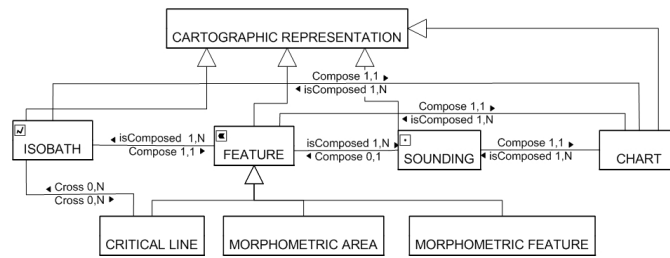 CARTOGRAPHIC REPRESENTATION
Compose 1,1 ►
◄ isComposed 1,N
Compose 1,1 ►
◄ isComposed 1,N
ISOBATH
◄ isComposed 1,N
Compose 1,1 ►
FEATURE
isComposed 1,N ►
◄ Compose 0,1
SOUNDING
Compose 1,1 ►
◄ isComposed 1,N
CHART
◄ Cross 0,N
Cross 0,N ►
CRITICAL LINE
MORPHOMETRIC AREA
MORPHOMETRIC FEATURE